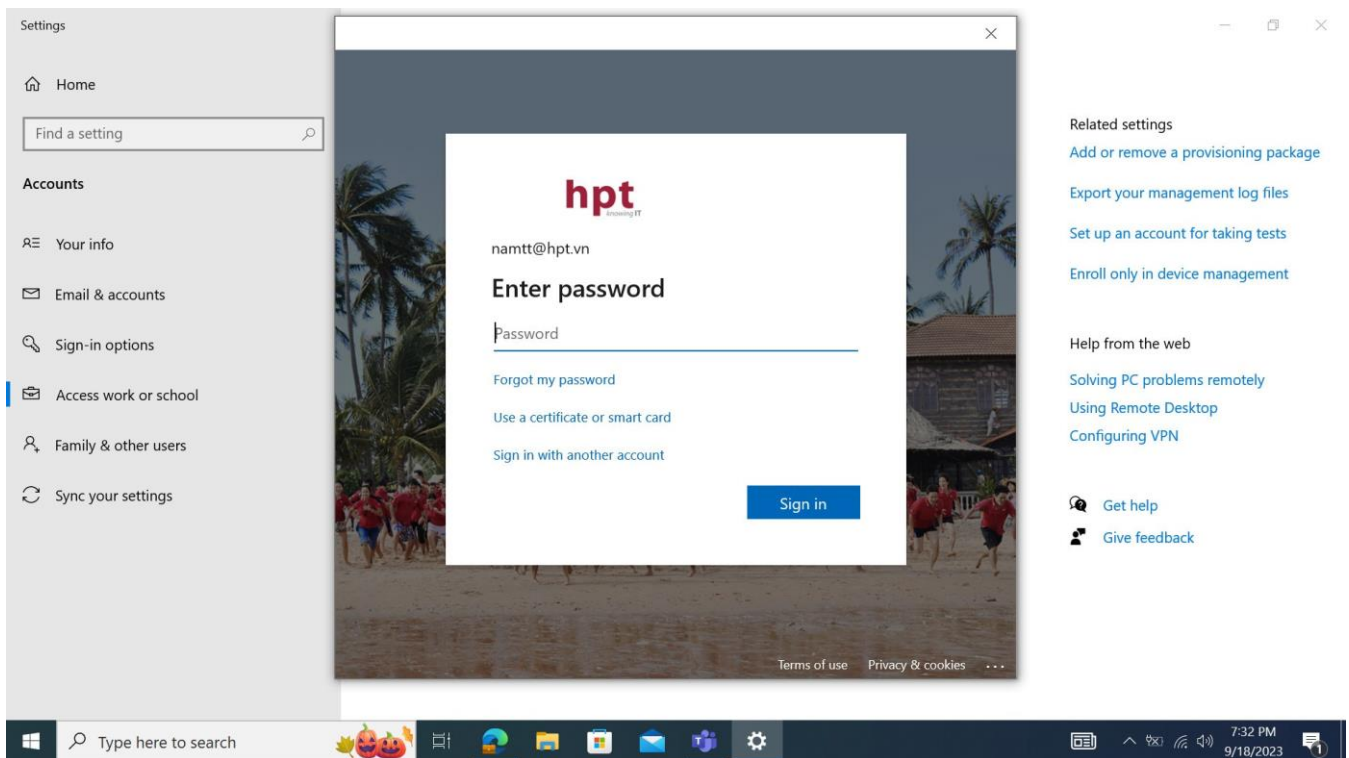 Settings
Home
Find a setting
Accounts
Your info
Email & accounts
Sign-in options
Access work or school
Family & other users
Sync your settings
hpt
knowing IT
namtt@hpt.vn
Enter password
Password
Forgot my password
Use a certificate or smart card
Sign in with another account
Sign in
Terms of use Privacy & cookies ...
Related settings
Add or remove a provisioning package
Export your management log files
Set up an account for taking tests
Enroll only in device management
Help from the web
Solving PC problems remotely
Using Remote Desktop
Configuring VPN
Get help
Give feedback
Type here to search
7:32 PM
9/18/2023
1